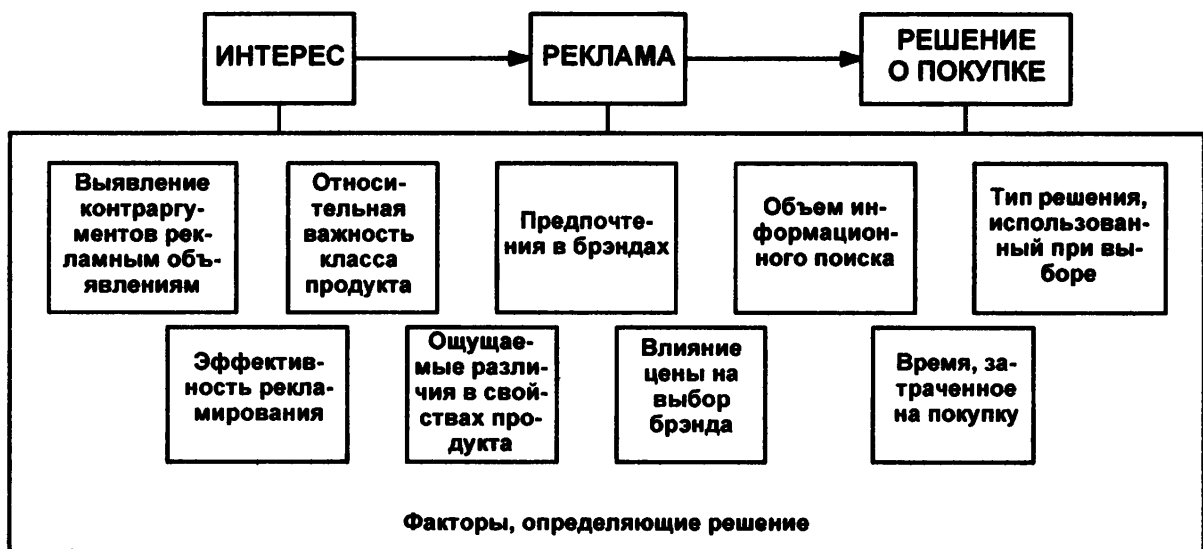 ИНТЕРЕС
РЕКЛАМА
РЕШЕНИЕ
О ПОКУПКЕ
Выявление
контраргу-
ментов рек-
ламным объ-
явлениям
Относи-
тельная
важность
класса
продукта
Предпочте-
ния в брэндах
Объем ин-
формацион-
ного поиска
Тип решения,
использован-
ный при вы-
боре
Эффектив-
ность рекла-
мирования
Ощущае-
мые разли-
чия в свой-
ствах про-
дукта
Влияние
цены на
выбор
брэнда
Время, за-
траченное
на покупку
Факторы, определяющие решение